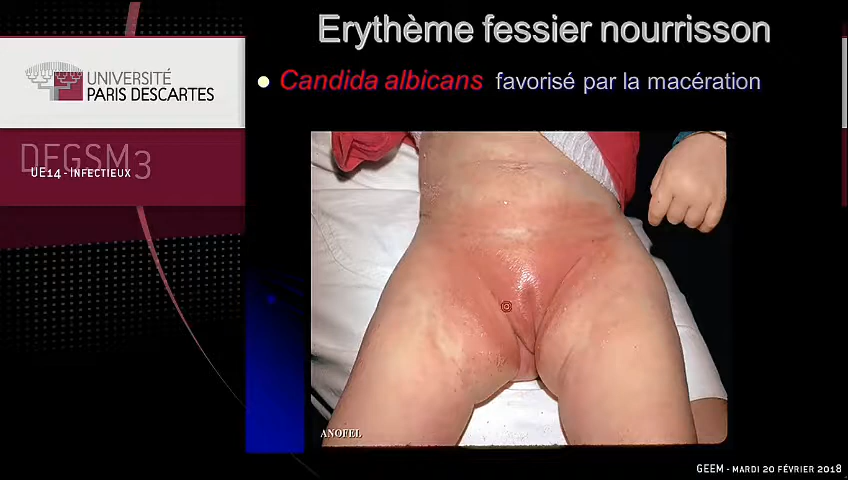 Erythème fessier nourrisson
UNIVERSITÉ
PARIS DESCARTES
Candida albicans favorisé par la macération
DFGSM3
UE14 - Infectieux
ANOFEL
GEEM - MARDI 20 FÉVRIER 2018